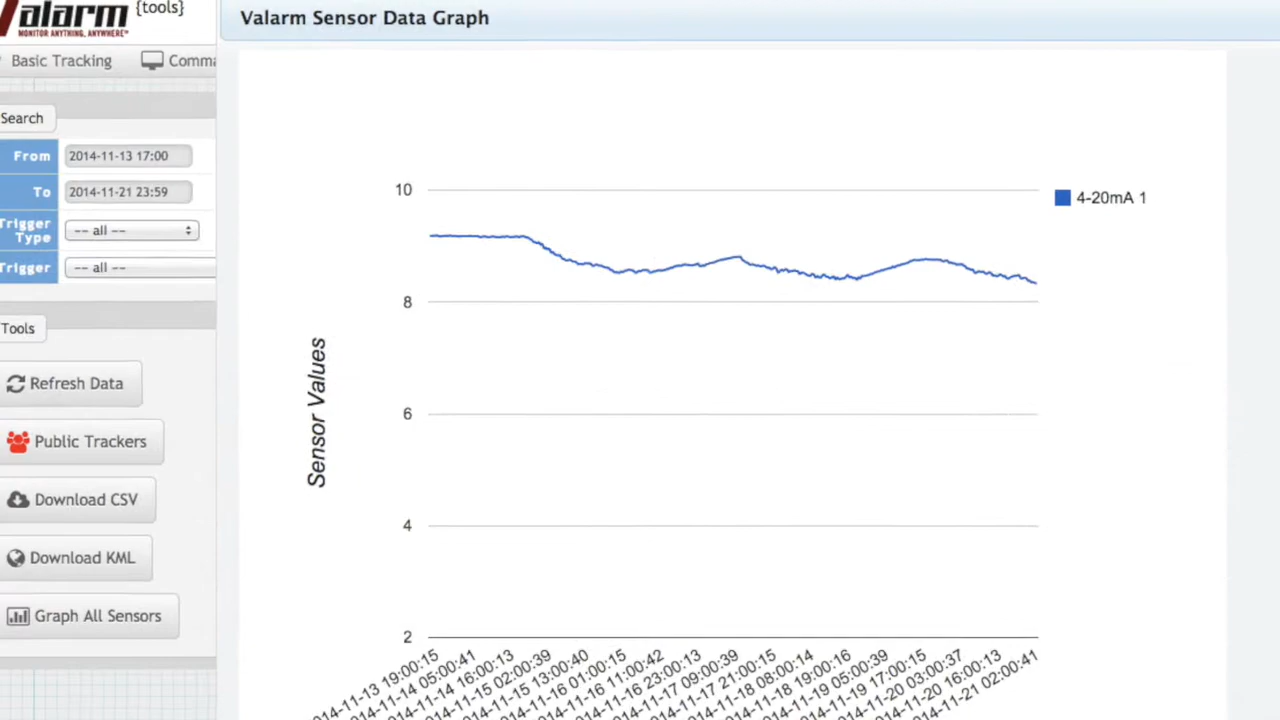 Valarm {tools}
MONITOR ANYTHING, ANYWHERE™
Basic Tracking
Search
From 2014-11-13 17:00
To 2014-11-21 23:59
Trigger Type -- all --
Trigger -- all --
Tools
Refresh Data
Public Trackers
Download CSV
Download KML
Graph All Sensors
Valarm Sensor Data Graph
10
8
6
4
2
Sensor Values
4-20mA 1
2014-11-13 19:00:15
2014-11-14 05:00:41
2014-11-14 16:00:13
2014-11-15 02:00:39
2014-11-15 13:00:40
2014-11-16 01:00:15
2014-11-16 11:00:42
2014-11-16 23:00:13
2014-11-17 09:00:39
2014-11-17 21:00:15
2014-11-18 08:00:14
2014-11-18 19:00:16
2014-11-19 05:00:39
2014-11-19 17:00:15
2014-11-20 03:00:37
2014-11-20 16:00:13
2014-11-21 02:00:41